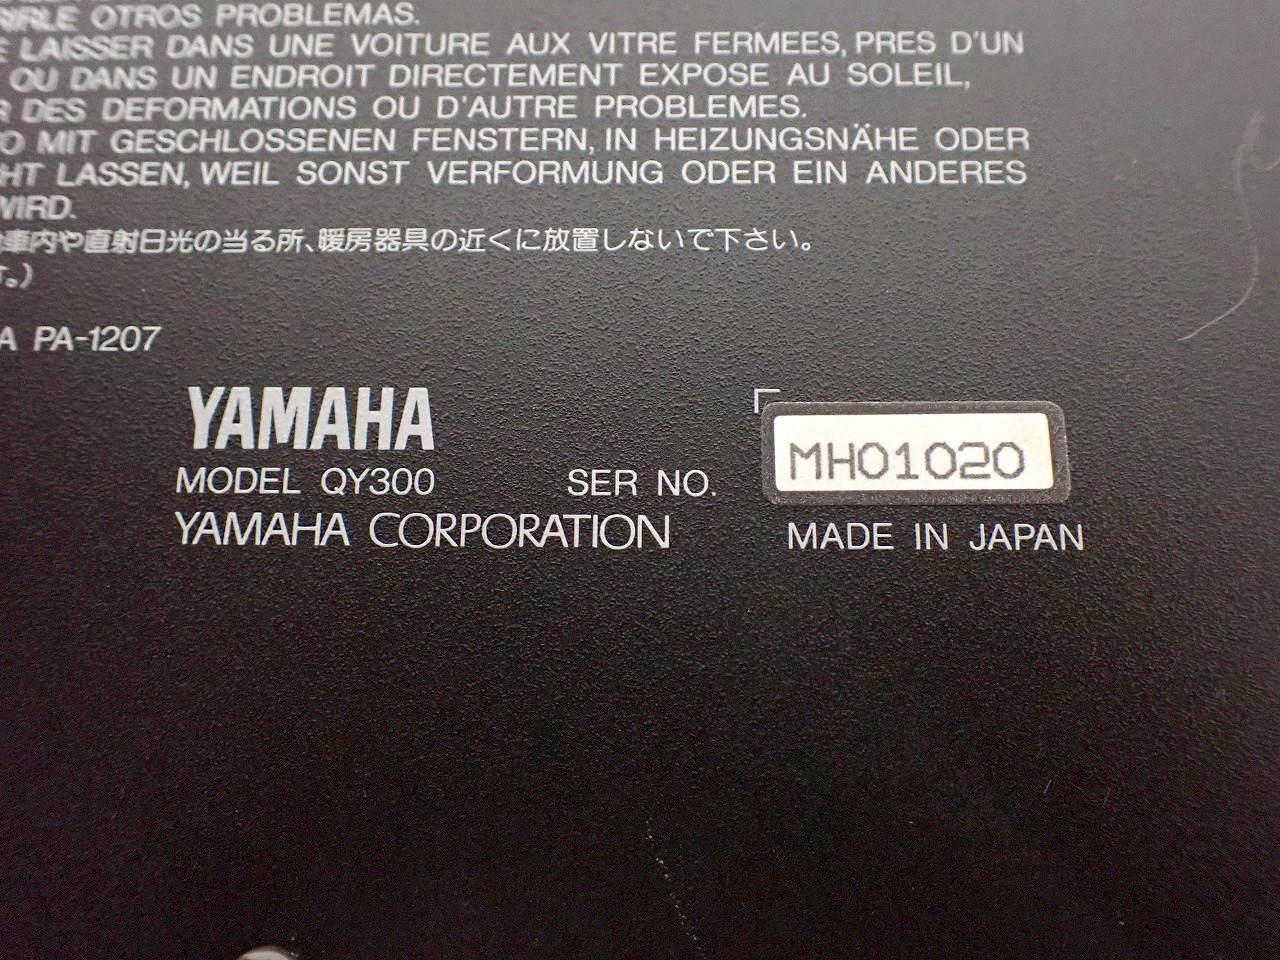 OTROS PROBLEMAS.
LAISSER DANS UNE VOITURE AUX VITRE FERMEES, PRES D'UN
OU DANS UN ENDROIT DIRECTEMENT EXPOSE AU SOLEIL,
DES DEFORMATIONS OU D'AUTRE PROBLEMES.
MIT GESCHLOSSENEN FENSTERN, IN HEIZUNGSNÄHE ODER
LASSEN, WEIL SONST VERFORMUNG ODER EIN ANDERES
WIRD.
車内や直射日光の当る所、暖房器具の近くに放置しないで下さい。
。)
PA-1207
YAMAHA
MODEL QY300 SER NO. MH01020
YAMAHA CORPORATION MADE IN JAPAN